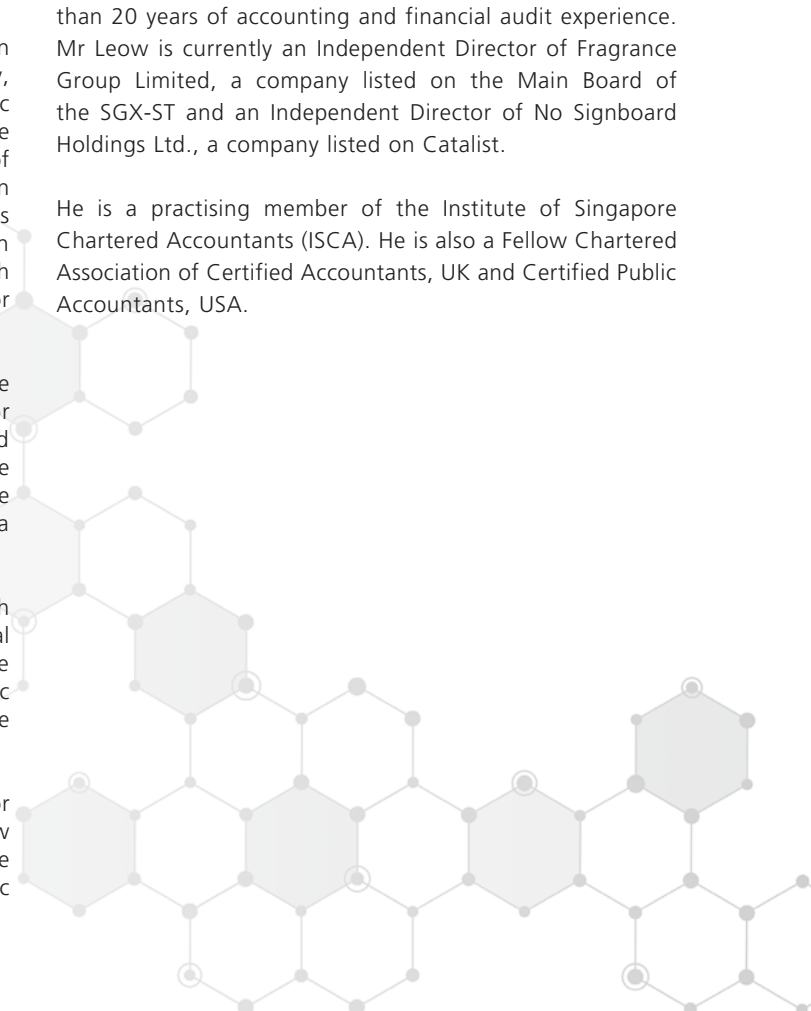 than 20 years of accounting and financial audit experience.
Mr Leow is currently an Independent Director of Fragrance
Group Limited, a company listed on the Main Board of
the SGX-ST and an Independent Director of No Signboard
Holdings Ltd., a company listed on Catalist.
He is a practising member of the Institute of Singapore
Chartered Accountants (ISCA). He is also a Fellow Chartered
Association of Certified Accountants, UK and Certified Public
Accountants, USA.